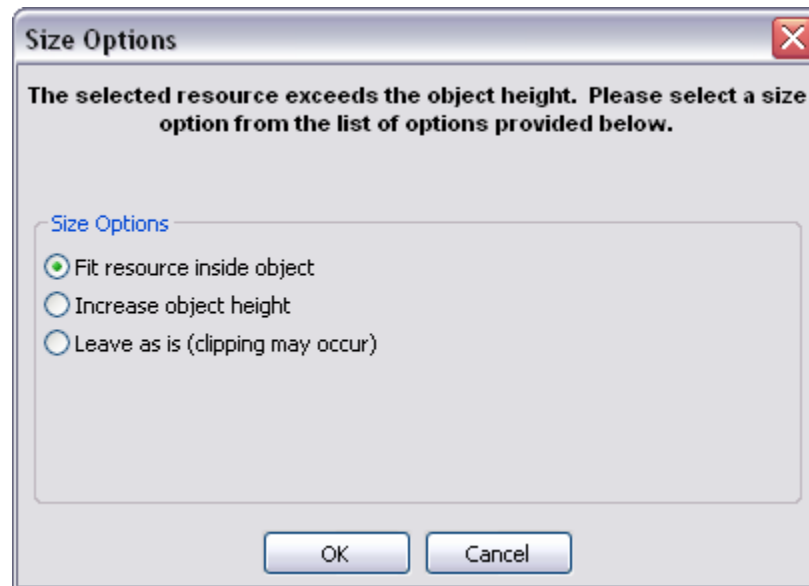 Size Options
The selected resource exceeds the object height.  Please select a size
option from the list of options provided below.
Size Options
Fit resource inside object
Increase object height
Leave as is (clipping may occur)
OK
Cancel